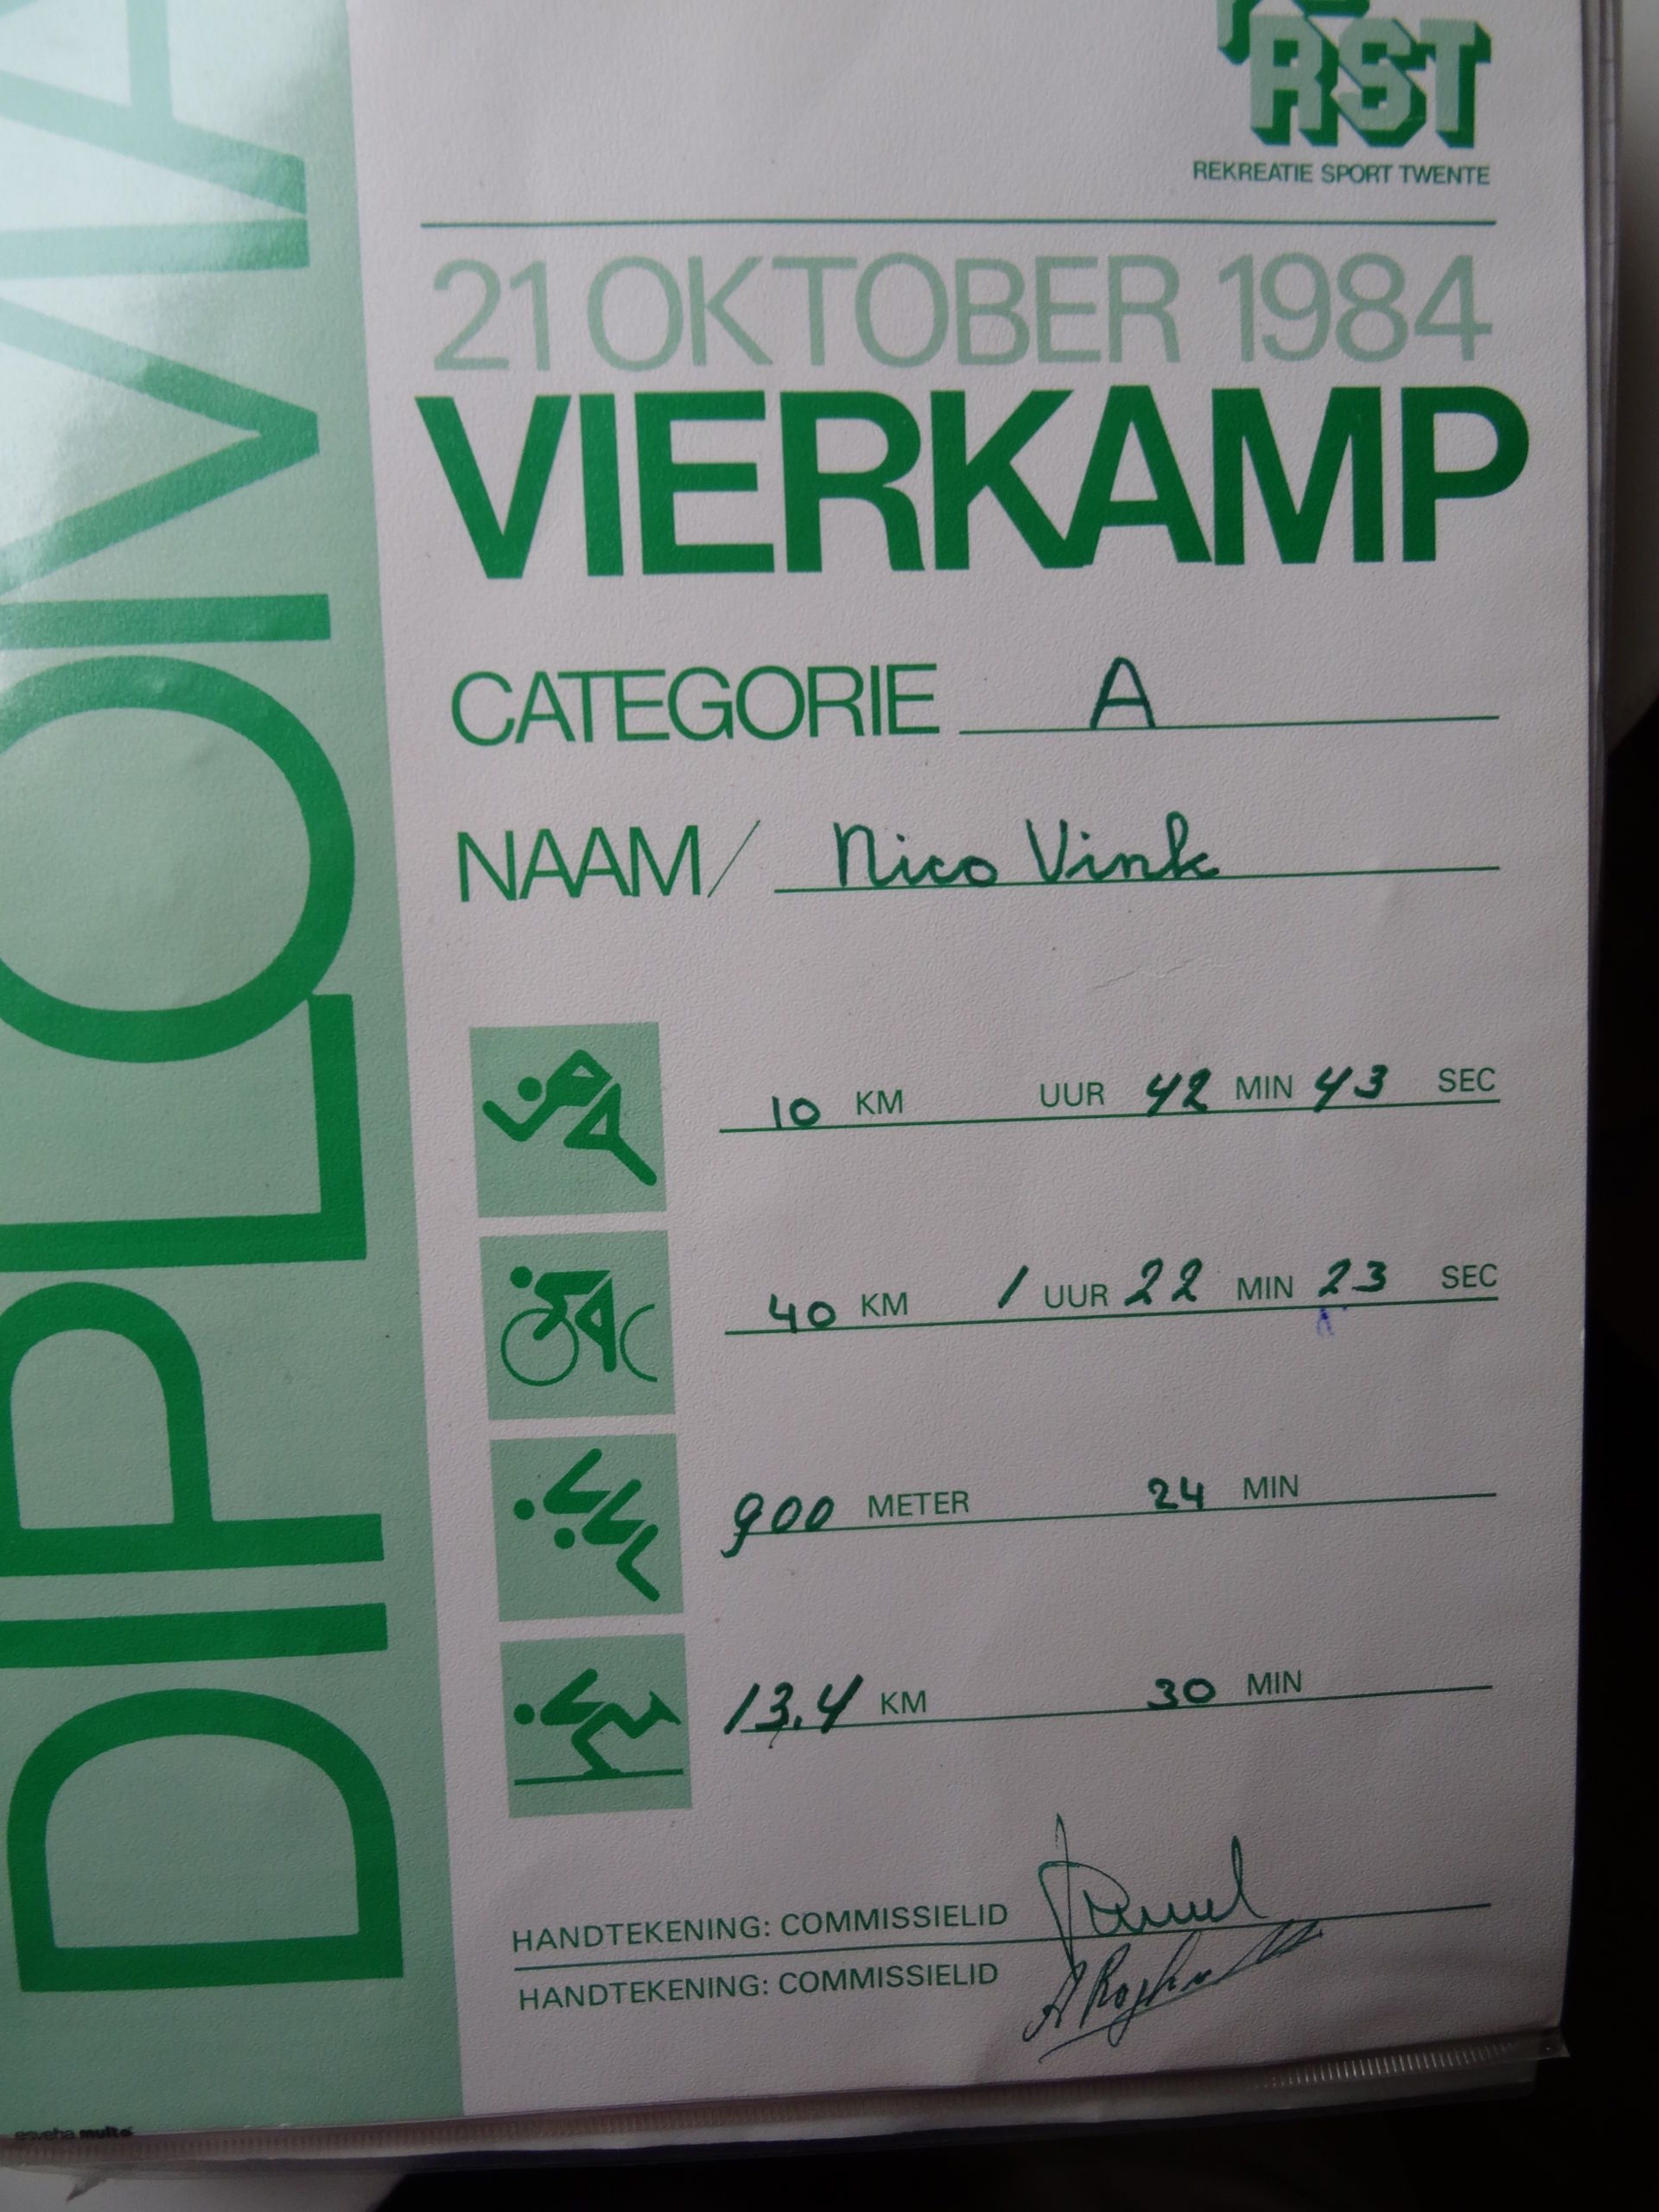 RST
REKREATIE SPORT TWENTE
21 OKTOBER 1984
VIERKAMP
CATEGORIE A
NAAM/ Nico Vink
10 KM UUR 42 MIN 43 SEC
40 KM 1 UUR 22 MIN 23 SEC
900 METER 24 MIN
13,4 KM 30 MIN
HANDTEKENING: COMMISSIELID
HANDTEKENING: COMMISSIELID
DIPLOMA
esveha multo